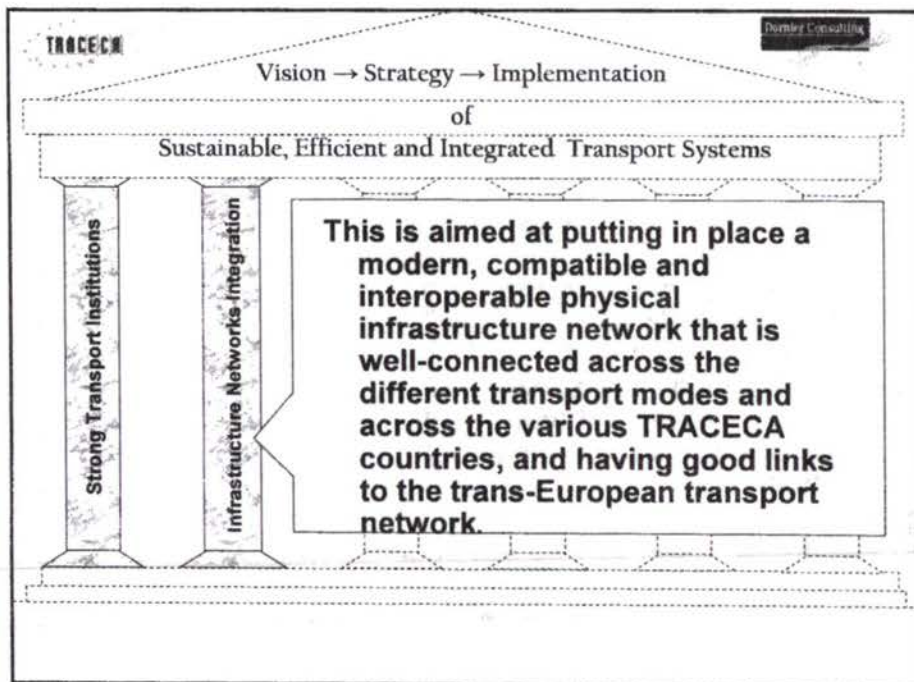 TRACECA
Dornier Consulting
Vision → Strategy → Implementation
of
Sustainable, Efficient and Integrated Transport Systems
Strong Transport Institutions
Infrastructure Networks Integration
This is aimed at putting in place a
modern, compatible and
interoperable physical
infrastructure network that is
well-connected across the
different transport modes and
across the various TRACECA
countries, and having good links
to the trans-European transport
network.